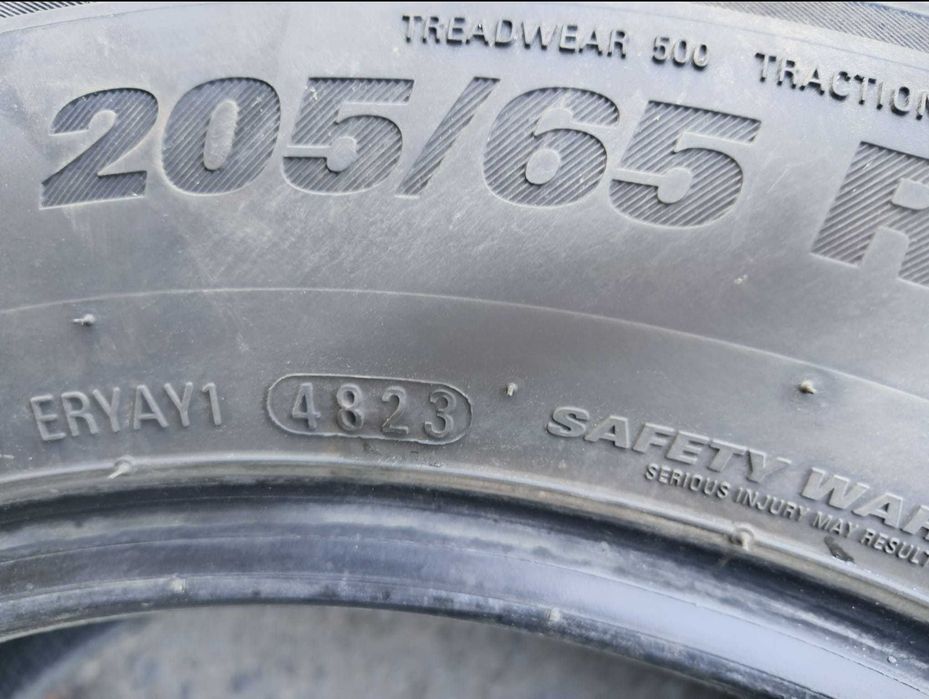 TREADWEAR 500 TRACTION
205/65 R
ERYAY1 4823
SAFETY WAR
SERIOUS INJURY MAY RESULT